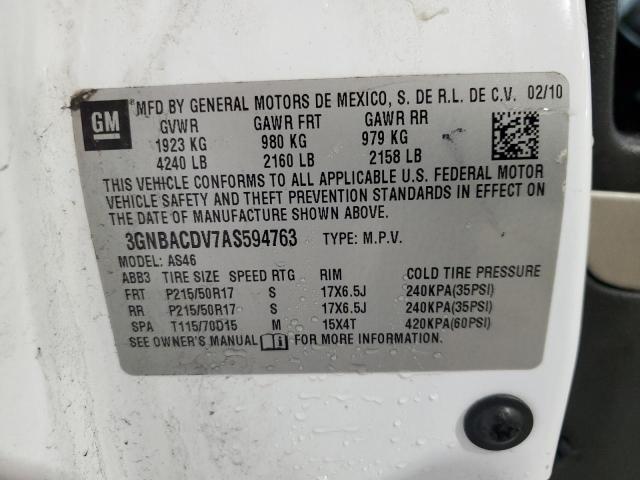 GM
®MFD BY GENERAL MOTORS DE MEXICO, S. DE R.L. DE C.V. 02/10
GVWR GAWR FRT GAWR RR
1923 KG 980 KG 979 KG
4240 LB 2160 LB 2158 LB
THIS VEHICLE CONFORMS TO ALL APPLICABLE U.S. FEDERAL MOTOR
VEHICLE SAFETY AND THEFT PREVENTION STANDARDS IN EFFECT ON THE DATE
OF MANUFACTURE SHOWN ABOVE.
3GNBACDV7AS594763 TYPE: M.P.V.
MODEL: AS46
ABB3 TIRE SIZE SPEED RTG RIM COLD TIRE PRESSURE
FRT P215/50R17 S 17X6.5J 240KPA(35PSI)
RR P215/50R17 S 17X6.5J 240KPA(35PSI)
SPA T115/70D15 M 15X4T 420KPA(60PSI)
SEE OWNER'S MANUAL FOR MORE INFORMATION.